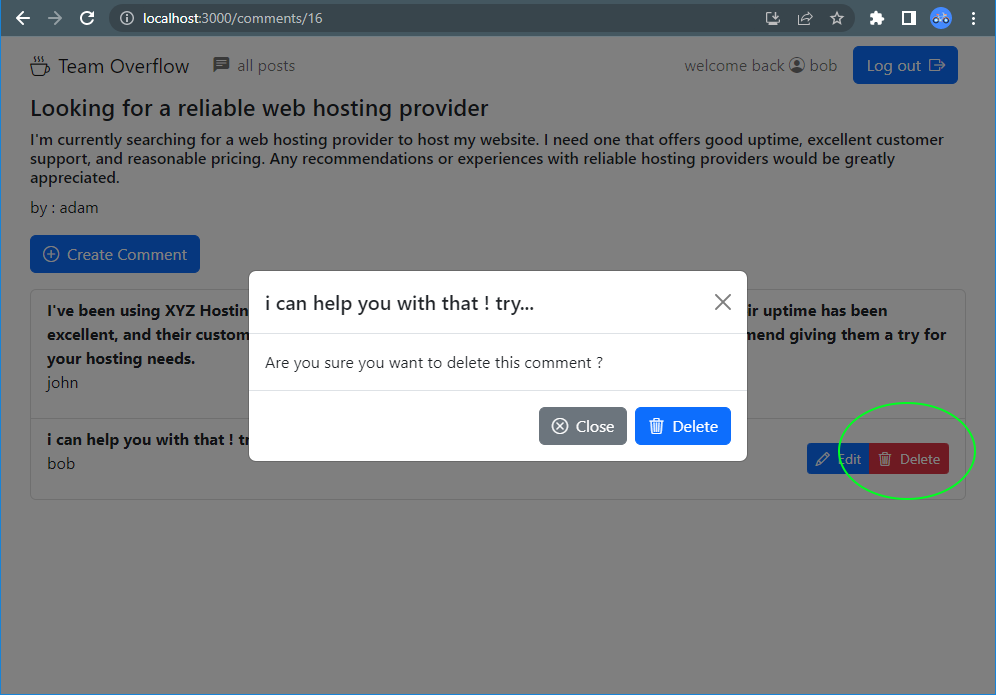 localhost:3000/comments/16
Team Overflow all posts welcome back bob Log out
Looking for a reliable web hosting provider
I'm currently searching for a web hosting provider to host my website. I need one that offers good uptime, excellent customer
support, and reasonable pricing. Any recommendations or experiences with reliable hosting providers would be greatly
appreciated.
by : adam
Create Comment
i can help you with that ! try...
Are you sure you want to delete this comment ?
Close Delete
I've been using XYZ Hostin ir uptime has been
excellent, and their custom mend giving them a try for
your hosting needs.
john
i can help you with that ! tr
bob
Edit Delete